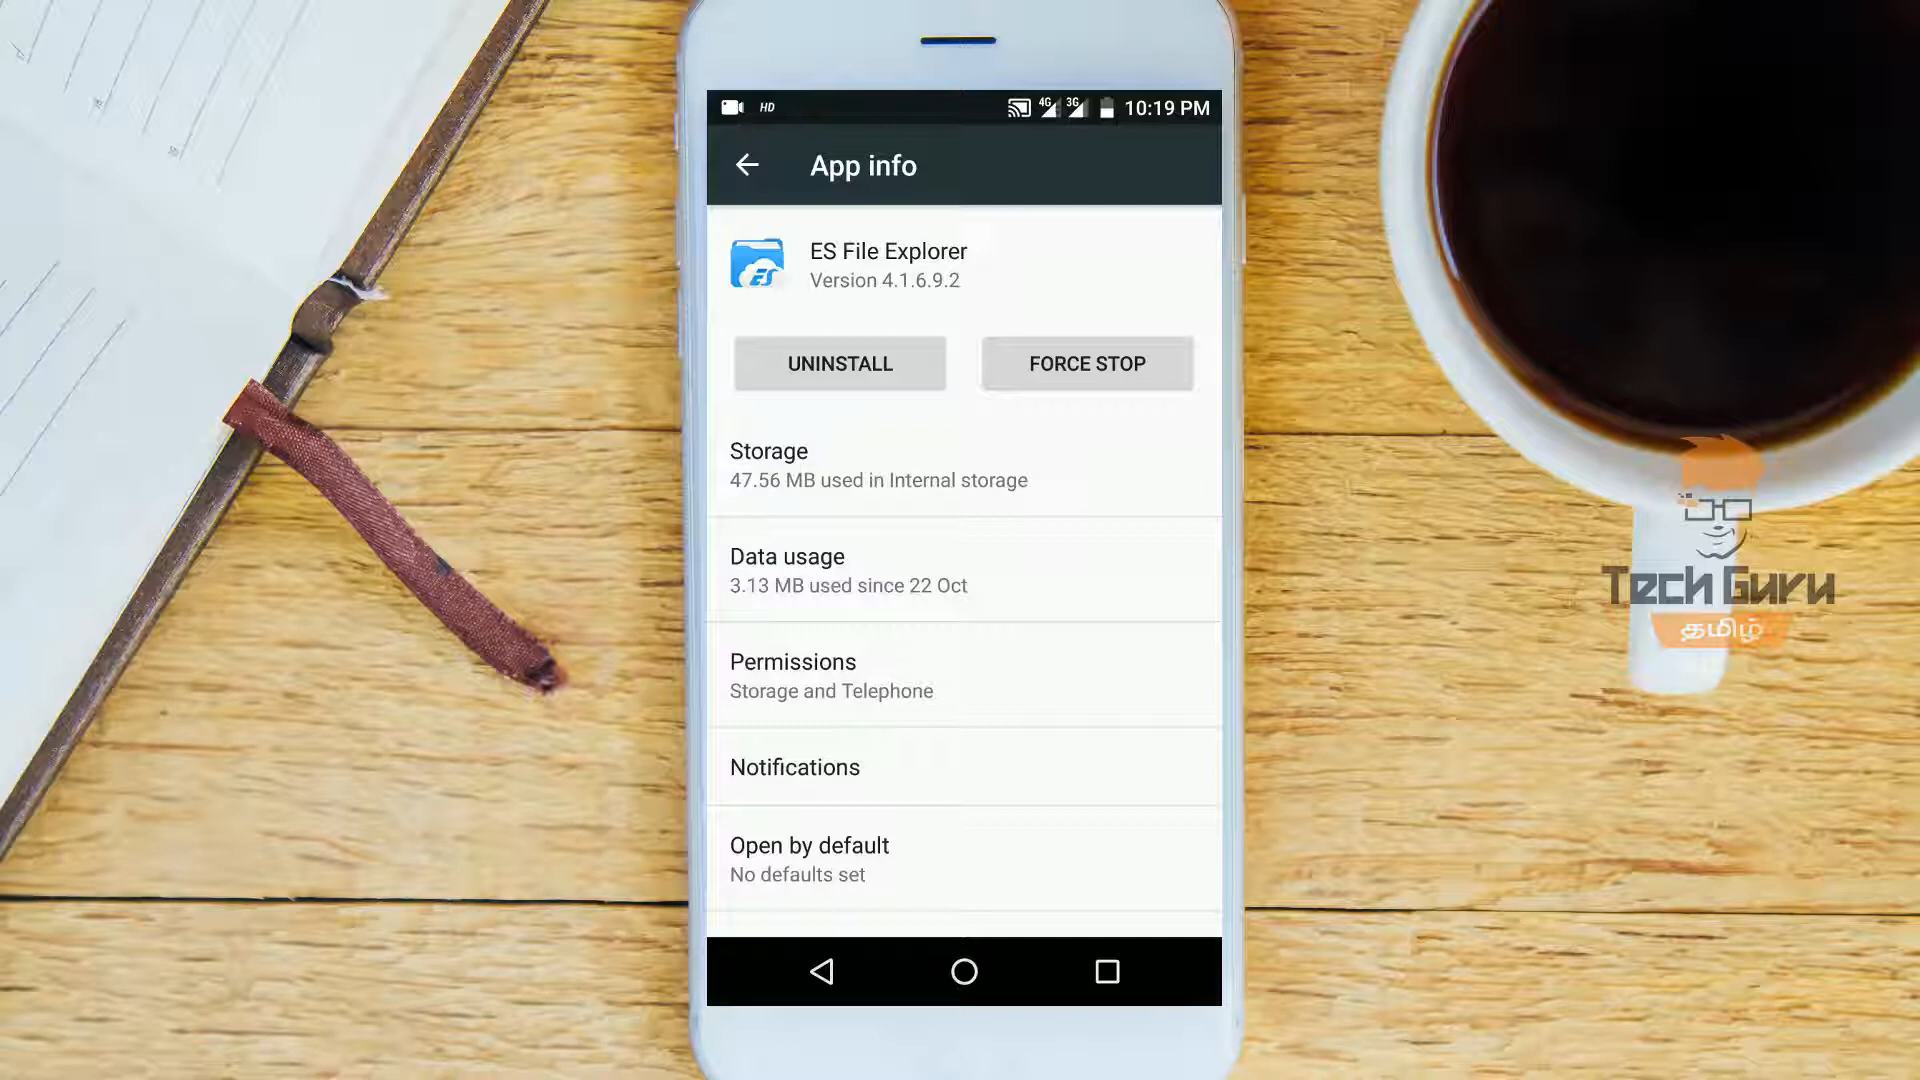 HD
4G 3G 10:19 PM
App info
ES File Explorer
Version 4.1.6.9.2
UNINSTALL
FORCE STOP
Storage
47.56 MB used in Internal storage
Data usage
3.13 MB used since 22 Oct
Permissions
Storage and Telephone
Notifications
Open by default
No defaults set
Tech Guru
தமிழ்